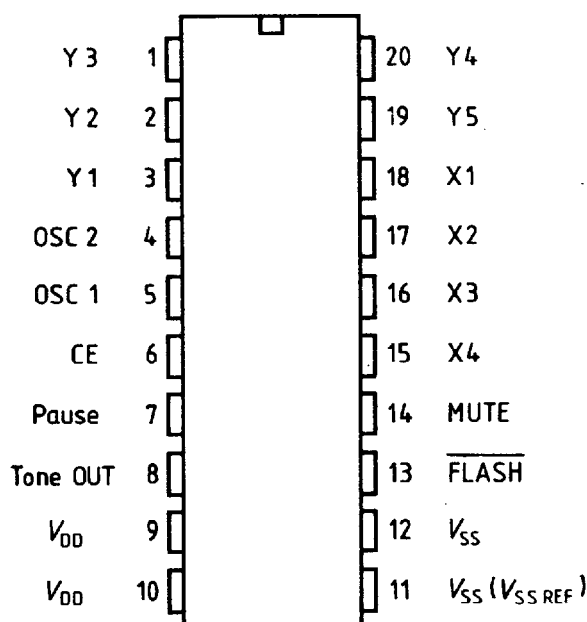 Y3 1 20 Y4
Y2 2 19 Y5
Y1 3 18 X1
OSC 2 4 17 X2
OSC 1 5 16 X3
CE 6 15 X4
Pause 7 14 MUTE
Tone OUT 8 13 FLASH
VDD 9 12 VSS
VDD 10 11 VSS (VSS REF)